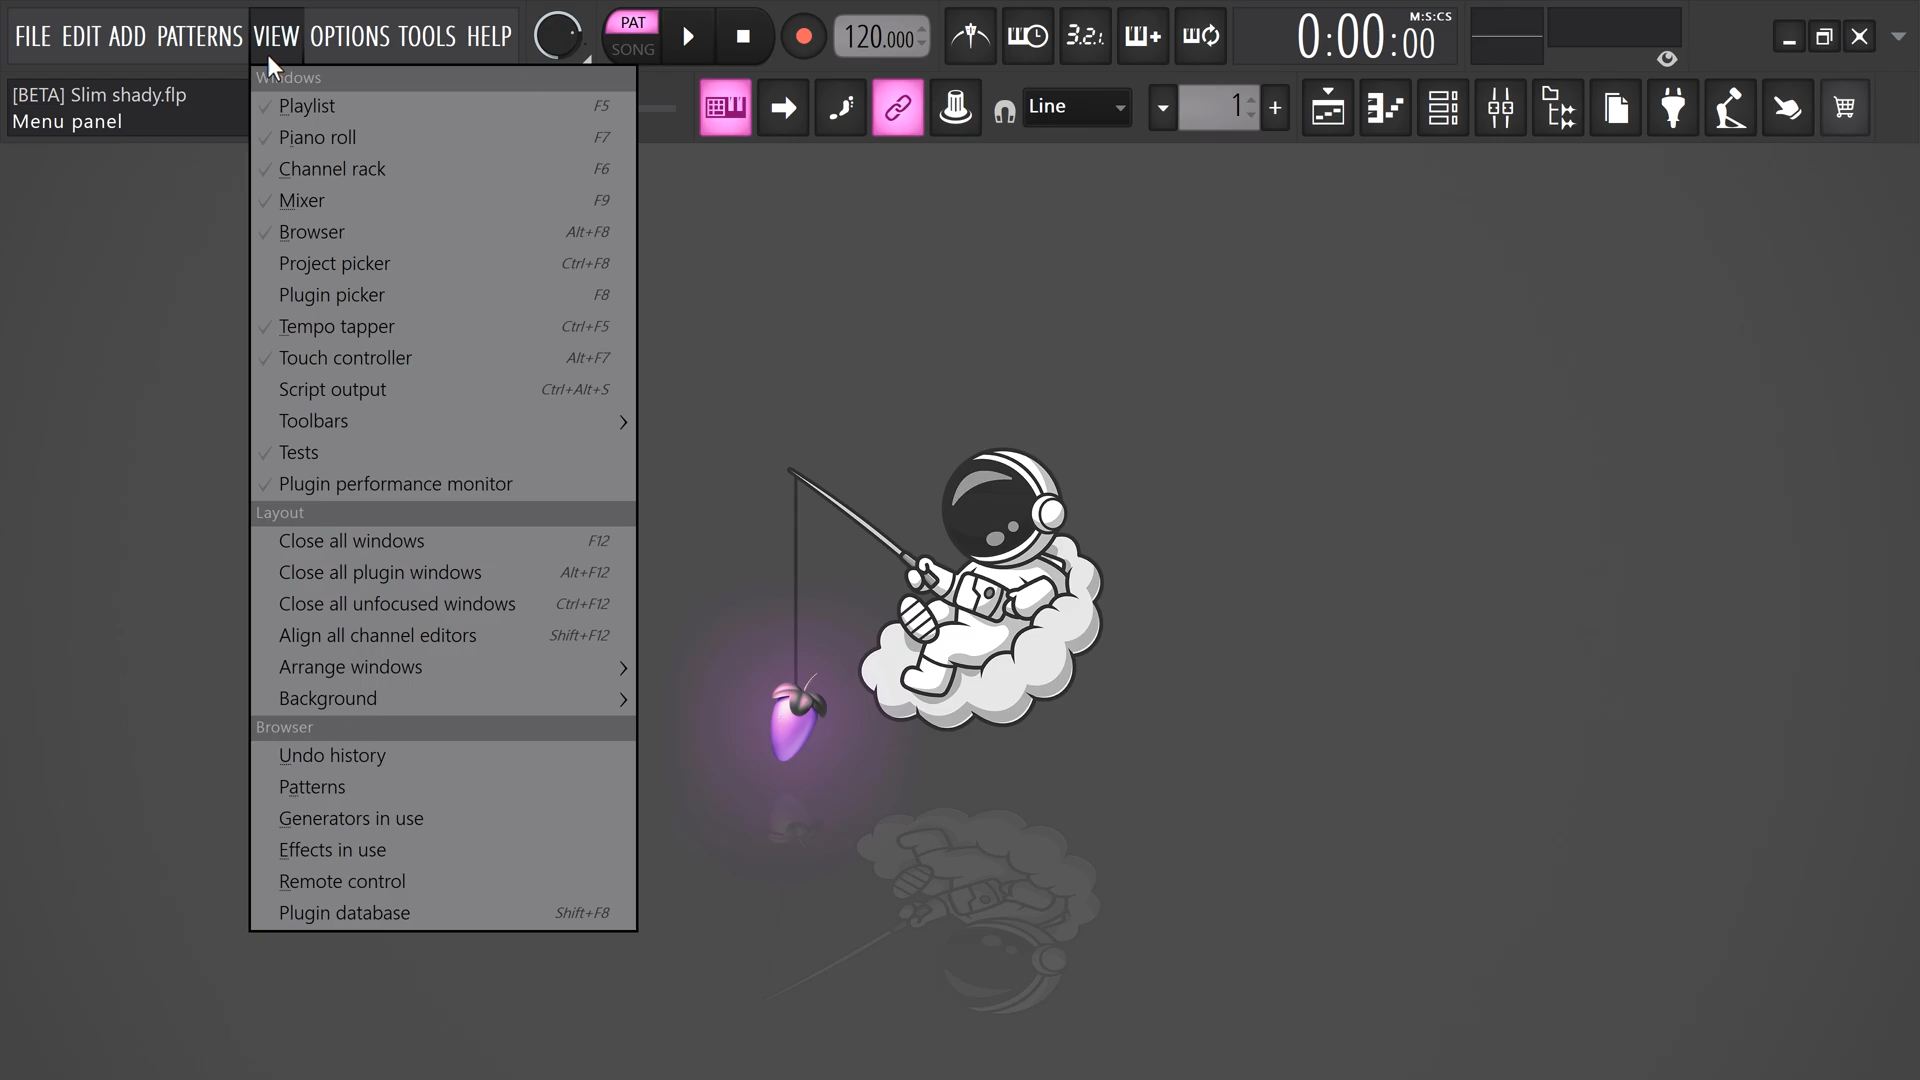 FILE EDIT ADD PATTERNS VIEW OPTIONS TOOLS HELP
PAT
SONG
120.000
3.2.1
M:S:CS
0:00:00
[BETA] Slim shady.flp
Menu panel
Line
1
Windows
Playlist F5
Piano roll F7
Channel rack F6
Mixer F9
Browser Alt+F8
Project picker Ctrl+F8
Plugin picker F8
Tempo tapper Ctrl+F5
Touch controller Alt+F7
Script output Ctrl+Alt+S
Toolbars
Tests
Plugin performance monitor
Layout
Close all windows F12
Close all plugin windows Alt+F12
Close all unfocused windows Ctrl+F12
Align all channel editors Shift+F12
Arrange windows
Background
Browser
Undo history
Patterns
Generators in use
Effects in use
Remote control
Plugin database Shift+F8